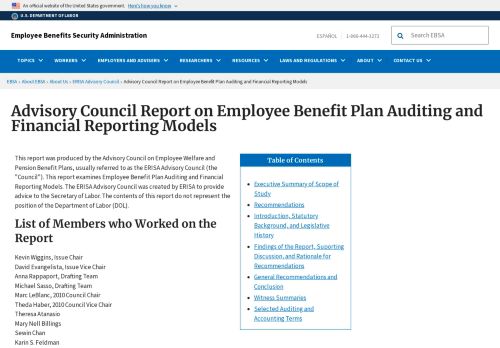 An official website of the United States government. Here's how you know
U.S. DEPARTMENT OF LABOR
Employee Benefits Security Administration
ESPAÑOL | 1-866-444-3272
Search EBSA
TOPICS WORKERS EMPLOYERS AND ADVISERS RESEARCHERS RESOURCES LAWS AND REGULATIONS ABOUT CONTACT US
EBSA › About EBSA › About Us › ERISA Advisory Council › Advisory Council Report on Employee Benefit Plan Auditing and Financial Reporting Models
Advisory Council Report on Employee Benefit Plan Auditing and
Financial Reporting Models
This report was produced by the Advisory Council on Employee Welfare and
Pension Benefit Plans, usually referred to as the ERISA Advisory Council (the
"Council"). This report examines Employee Benefit Plan Auditing and Financial
Reporting Models. The ERISA Advisory Council was created by ERISA to provide
advice to the Secretary of Labor. The contents of this report do not represent the
position of the Department of Labor (DOL).
List of Members who Worked on the
Report
Kevin Wiggins, Issue Chair
David Evangelista, Issue Vice Chair
Anna Rappaport, Drafting Team
Michael Sasso, Drafting Team
Marc LeBlanc, 2010 Council Chair
Theda Haber, 2010 Council Vice Chair
Theresa Atanasio
Mary Nell Billings
Sewin Chan
Karin S. Feldman
Table of Contents
Executive Summary of Scope of
Study
Recommendations
Introduction, Statutory
Background, and Legislative
History
Findings of the Report, Suporting
Discussion, and Rationale for
Recommendations
General Recommendations and
Conclusion
Witness Summaries
Selected Auditing and
Accounting Terms